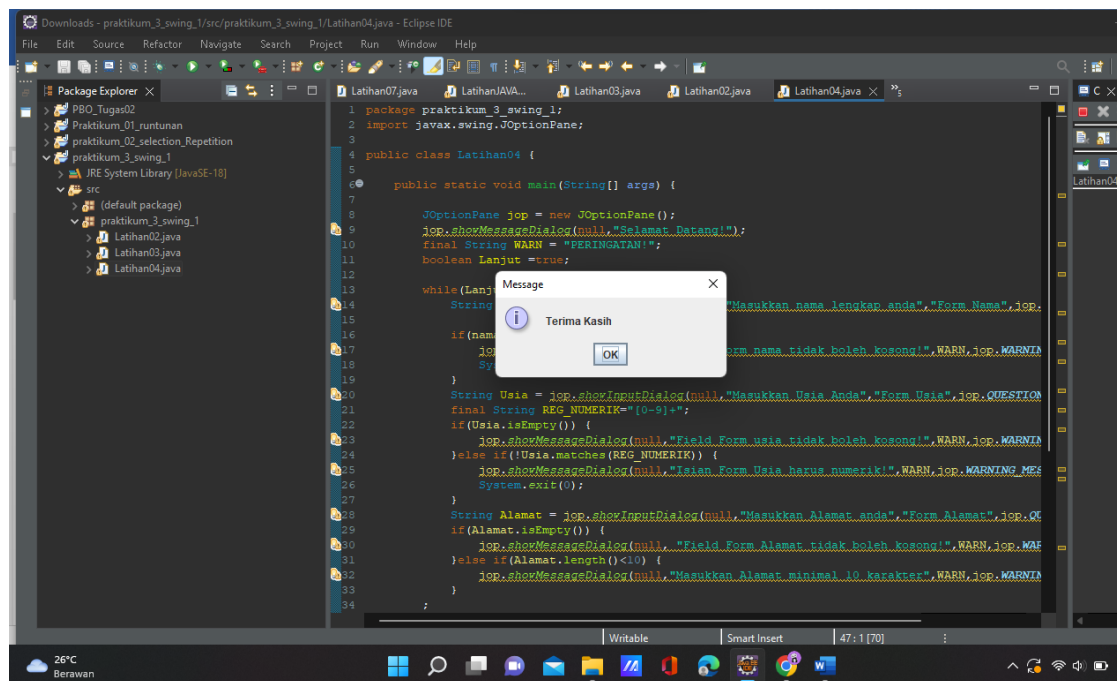 Downloads - praktikum_3_swing_1/src/praktikum_3_swing_1/Latihan04.java - Eclipse IDE
File Edit Source Refactor Navigate Search Project Run Window Help
Package Explorer
PBO_Tugas02
Praktikum_01_runtunan
praktikum_02_selection_Repetition
praktikum_3_swing_1
JRE System Library [JavaSE-18]
src
(default package)
praktikum_3_swing_1
Latihan02.java
Latihan03.java
Latihan04.java
Latihan07.java LatihanJAVA... Latihan03.java Latihan02.java Latihan04.java »5
1 package praktikum_3_swing_1;
2 import javax.swing.JOptionPane;
3
4 public class Latihan04 {
5
6 public static void main(String[] args) {
7
8 JOptionPane jop = new JOptionPane();
9 jop.showMessageDialog(null,"Selamat Datang!");
10 final String WARN = "PERINGATAN!";
11 boolean Lanjut =true;
12
13 while(Lanj
14 String "Masukkan nama lengkap anda","Form Nama",jop.
15
16 if(nam
17 jo orm nama tidak boleh kosong!",WARN,jop.WARNIN
18 Sy
19 }
20 String Usia = jop.showInputDialog(null,"Masukkan Usia Anda","Form Usia",jop.QUESTION
21 final String REG_NUMERIK="[0-9]+";
22 if(Usia.isEmpty()) {
23 jop.showMessageDialog(null,"Field Form usia tidak boleh kosong!",WARN,jop.WARNIN
24 }else if(!Usia.matches(REG_NUMERIK)) {
25 jop.showMessageDialog(null,"Isian Form Usia harus numerik!",WARN,jop.WARNING_MES
26 System.exit(0);
27 }
28 String Alamat = jop.showInputDialog(null,"Masukkan Alamat anda","Form Alamat",jop.QU
29 if(Alamat.isEmpty()) {
30 jop.showMessageDialog(null, "Field Form Alamat tidak boleh kosong!",WARN,jop.WAR
31 }else if(Alamat.length()<10) {
32 jop.showMessageDialog(null,"Masukkan Alamat minimal 10 karakter",WARN,jop.WARNIN
33 }
34 ;
Message
Terima Kasih
OK
C
Latihan04
Writable Smart Insert 47 : 1 [70]
26°C
Berawan